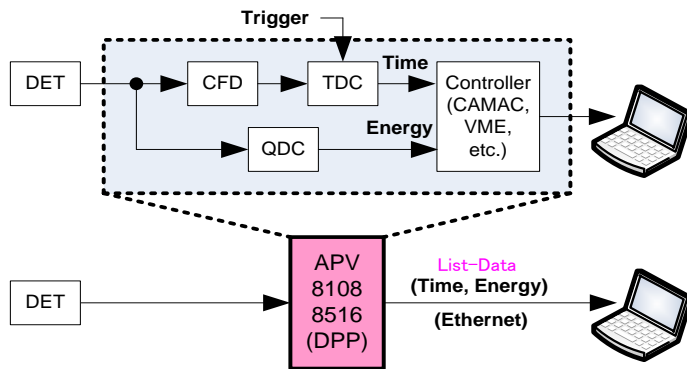 Trigger
DET
CFD
TDC
Time
Controller
(CAMAC,
VME,
etc.)
Energy
QDC
APV
8108
8516
(DPP)
DET
List-Data
(Time, Energy)
(Ethernet)